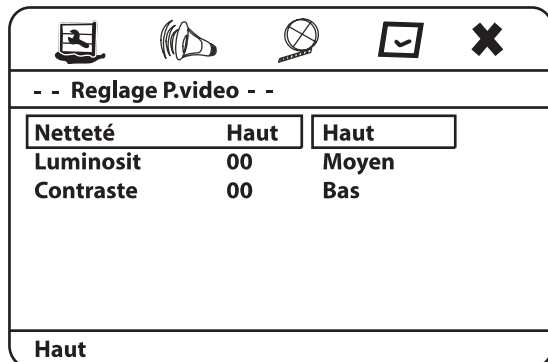 - - Reglage P.video - -
Netteté Haut Haut
Luminosit 00 Moyen
Contraste 00 Bas
Haut